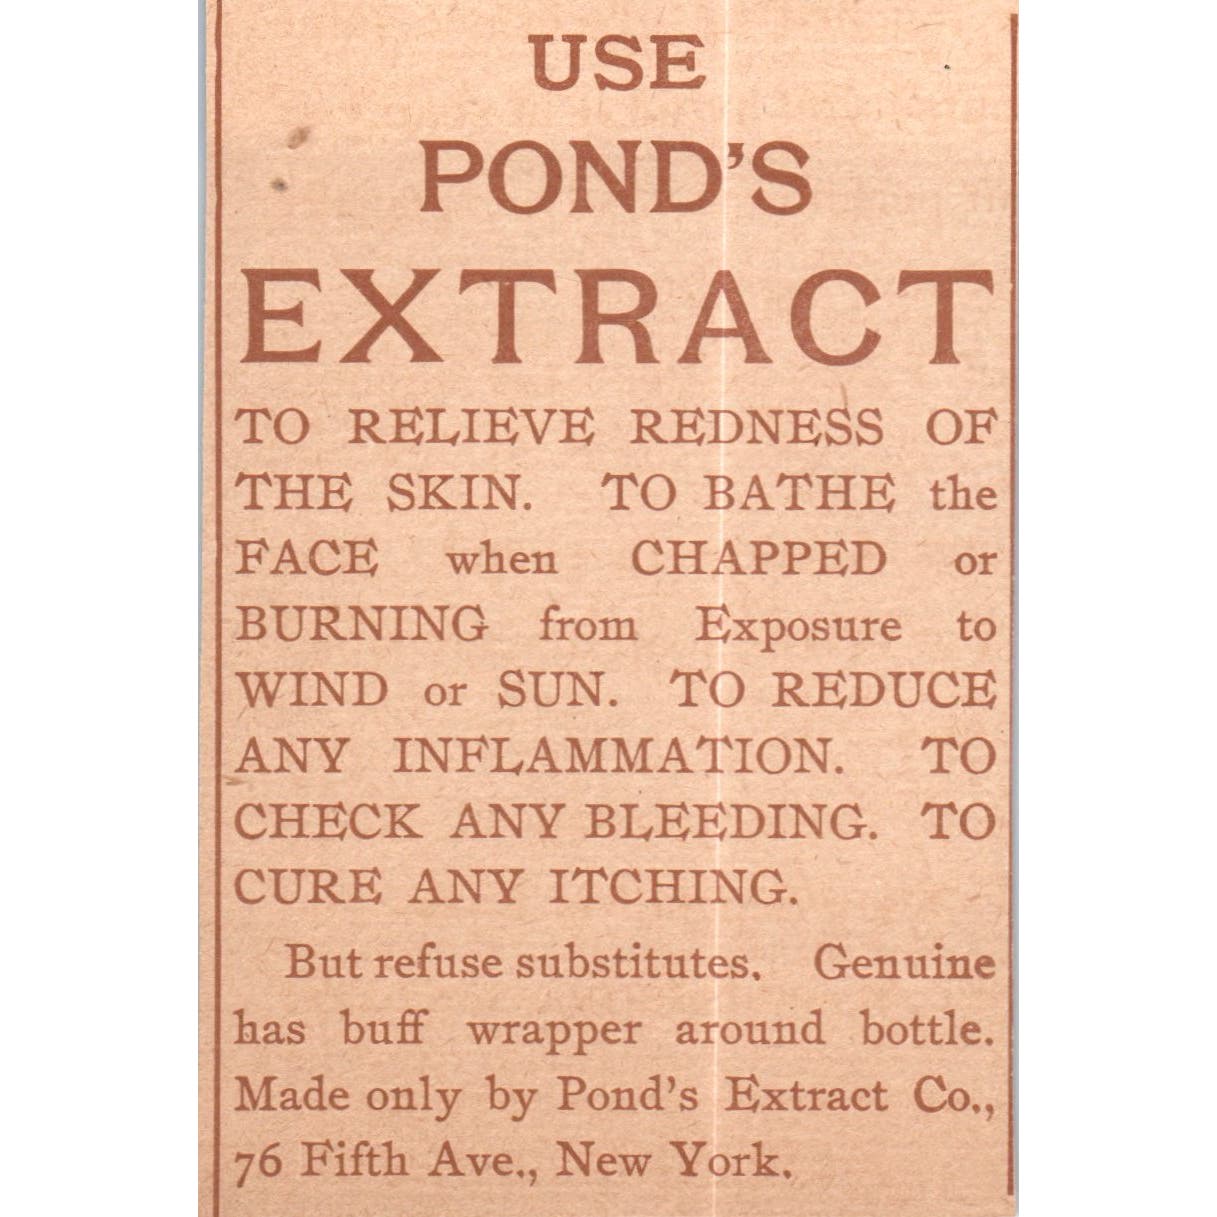 USE
POND'S
EXTRACT
TO RELIEVE REDNESS OF
THE SKIN. TO BATHE the
FACE when CHAPPED or
BURNING from Exposure to
WIND or SUN. TO REDUCE
ANY INFLAMMATION. TO
CHECK ANY BLEEDING. TO
CURE ANY ITCHING.
But refuse substitutes. Genuine
has buff wrapper around bottle.
Made only by Pond's Extract Co.,
76 Fifth Ave., New York.